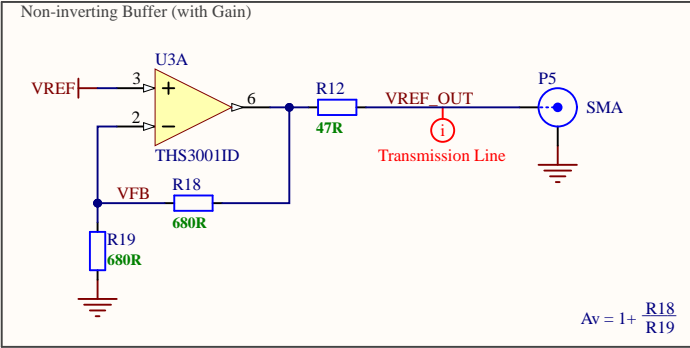 Non-inverting Buffer (with Gain)
U3A
VREF
3
+
2
−
6
THS3001ID
R12
47R
VREF_OUT
i
Transmission Line
P5
SMA
VFB
R18
680R
R19
680R
Av = 1+ R18
R19